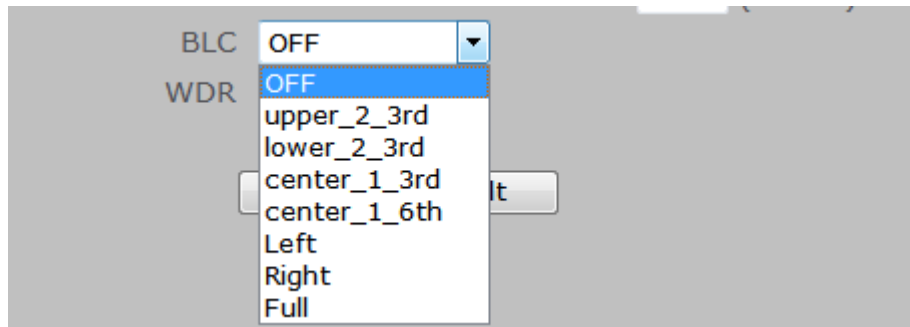 BLC OFF
WDR OFF
upper_2_3rd
lower_2_3rd
center_1_3rd
lt
center_1_6th
Left
Right
Full